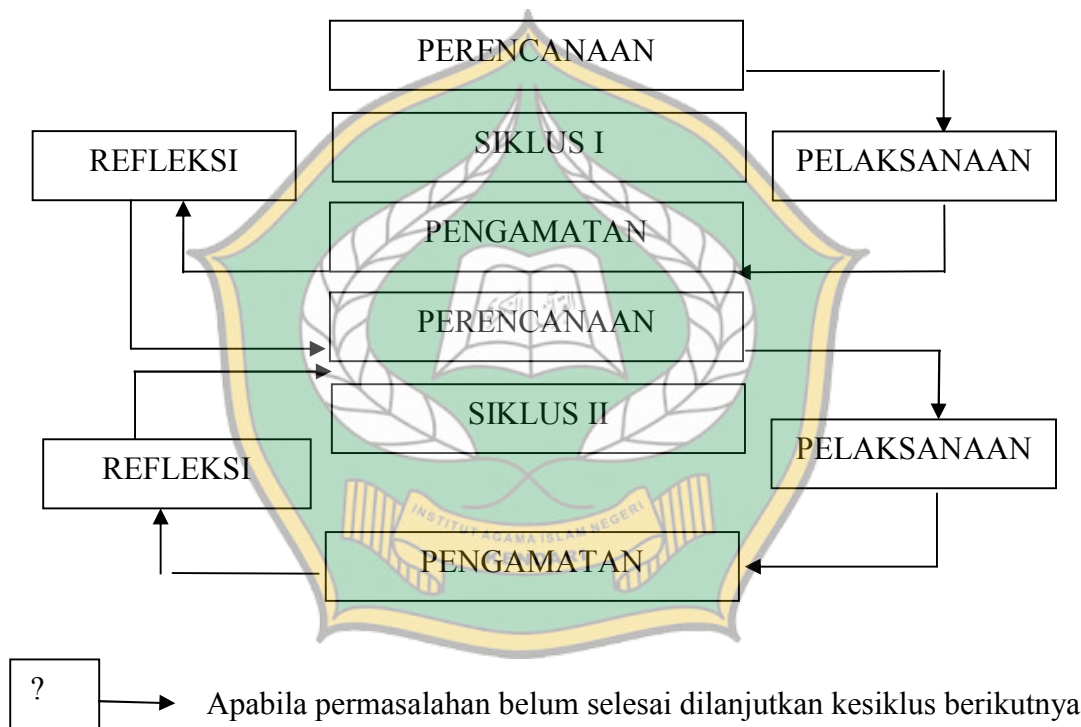 PERENCANAAN
SIKLUS I
REFLEKSI
PELAKSANAAN
PENGAMATAN
PERENCANAAN
SIKLUS II
REFLEKSI
PELAKSANAAN
INSTITUT AGAMA ISLAM NEGERI
KENDARI
PENGAMATAN
?
Apabila permasalahan belum selesai dilanjutkan kesiklus berikutnya